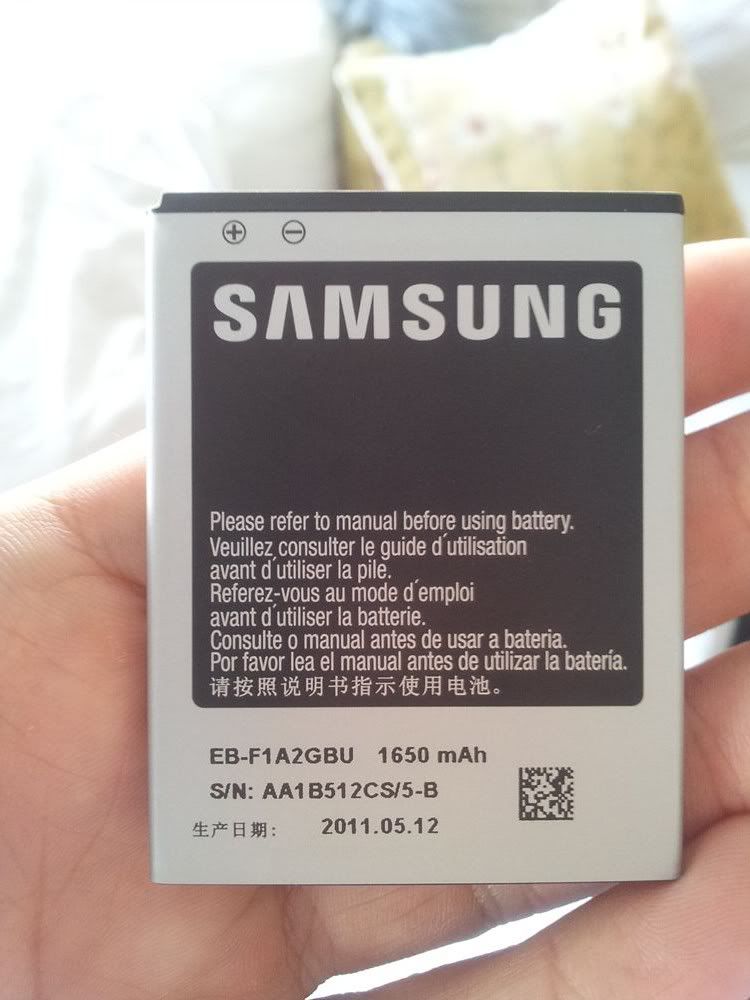 ⊕ ⊖
SAMSUNG
Please refer to manual before using battery.
Veuillez consulter le guide d´utilisation
avant d´utiliser la pile.
Referez-vous au mode d´emploi
avant d´utiliser la batterie.
Consulte o manual antes de usar a bateria.
Por favor lea el manual antes de utilizar la batería.
请按照说明书指示使用电池。
EB-F1A2GBU 1650 mAh
S/N: AA1B512CS/5-B
生产日期: 2011.05.12